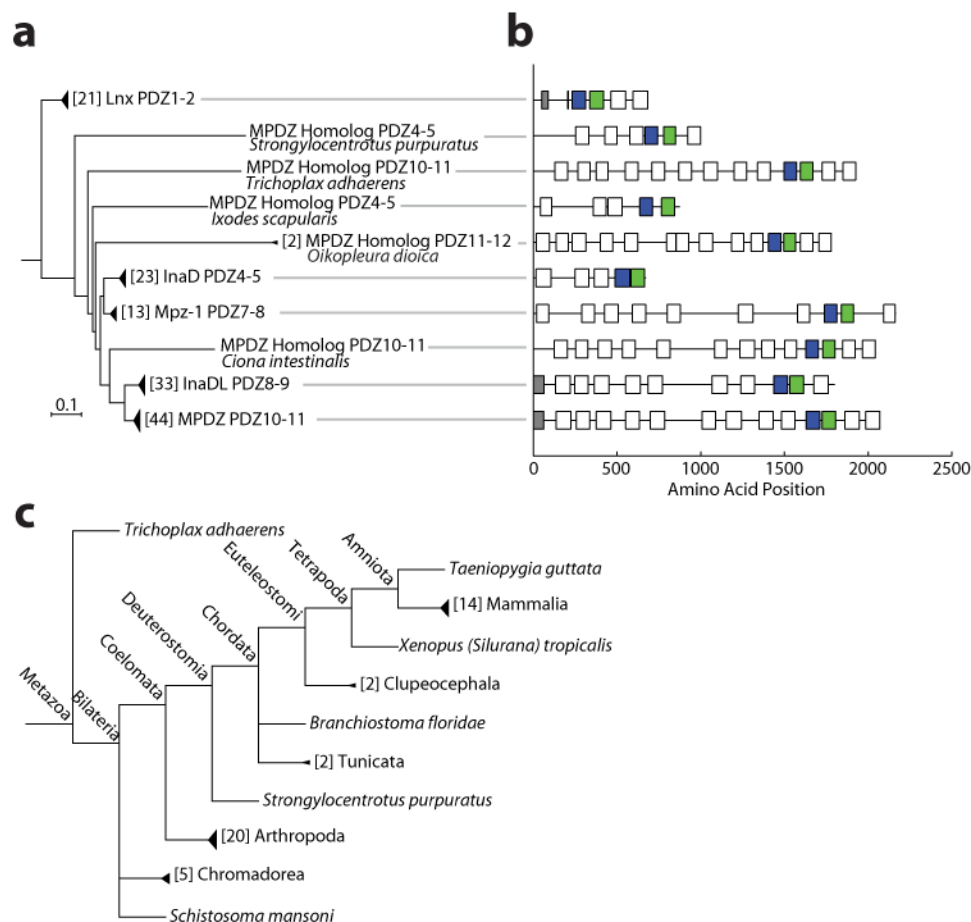 a
b
[21] Lnx PDZ1-2
MPDZ Homolog PDZ4-5
Strongylocentrotus purpuratus
MPDZ Homolog PDZ10-11
Trichoplax adhaerens
MPDZ Homolog PDZ4-5
Ixodes scapularis
[2] MPDZ Homolog PDZ11-12
Oikopleura dioica
[23] InaD PDZ4-5
[13] Mpz-1 PDZ7-8
MPDZ Homolog PDZ10-11
Ciona intestinalis
[33] InaDL PDZ8-9
[44] MPDZ PDZ10-11
0.1
0 500 1000 1500 2000 2500
Amino Acid Position
c
Trichoplax adhaerens
Metazoa
Bilateria
Coelomata
Deuterostomia
Chordata
Euteleostomi
Tetrapoda
Amniota
Taeniopygia guttata
[14] Mammalia
Xenopus (Silurana) tropicalis
[2] Clupeocephala
Branchiostoma floridae
[2] Tunicata
Strongylocentrotus purpuratus
[20] Arthropoda
[5] Chromadorea
Schistosoma mansoni